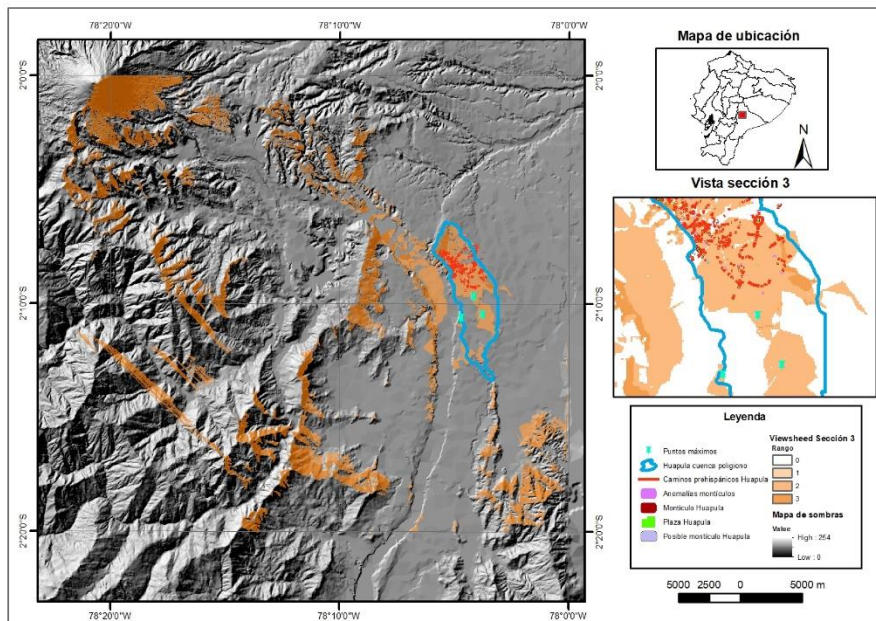 78°20'0"W
78°10'0"W
78°0'0"W
2°0'0"S
2°0'0"S
2°10'0"S
2°10'0"S
2°20'0"S
2°20'0"S
78°20'0"W
78°10'0"W
78°0'0"W
Mapa de ubicación
N
Vista sección 3
Leyenda
Puntos máximos
Huapula cuenca poligiono
Caminos prehispánicos Huapula
Anomalías montículos
Montículo Huapula
Plaza Huapula
Posible montículo Huapula
Viewsheed Sección 3
Rango
0
1
2
3
Mapa de sombras
Value
High : 254
Low : 0
5000 2500 0 5000 m